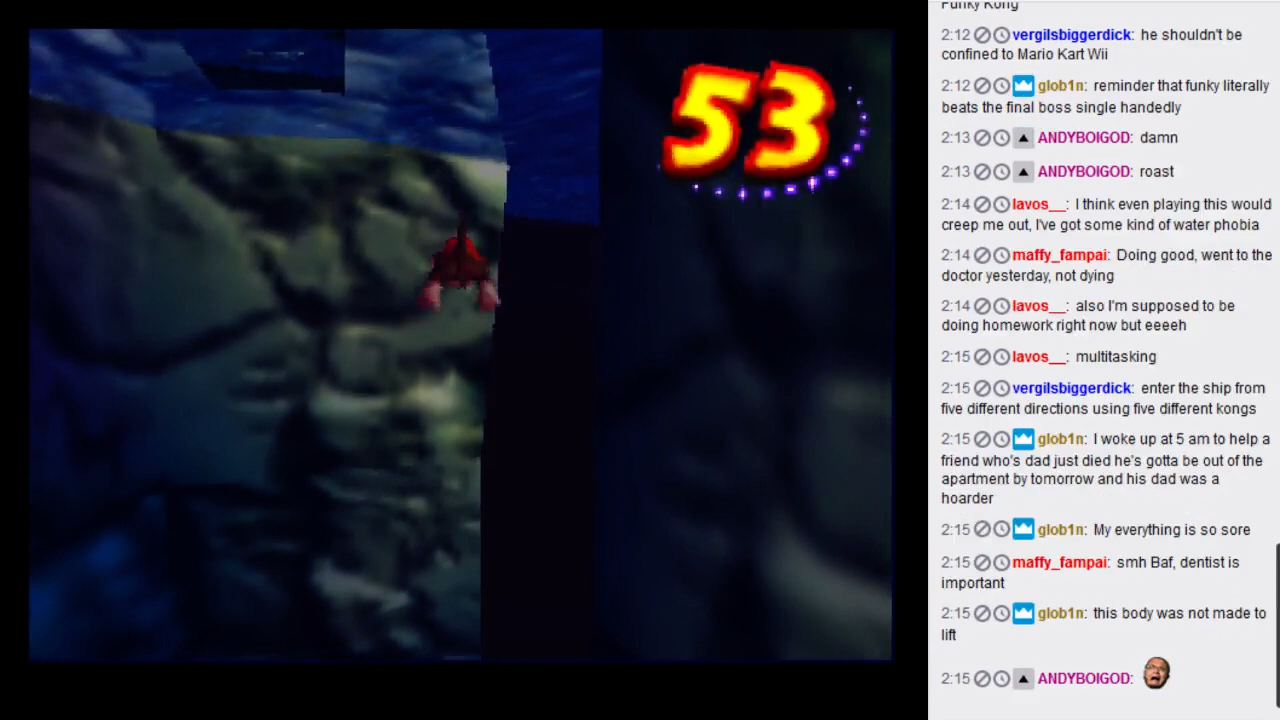 53
Funky Kong
2:12 vergilsbiggerdick: he shouldn't be
confined to Mario Kart Wii
2:12 glob1n: reminder that funky literally
beats the final boss single handedly
2:13 ANDYBOIGOD: damn
2:13 ANDYBOIGOD: roast
2:14 lavos__: I think even playing this would
creep me out, I've got some kind of water phobia
2:14 maffy_fampai: Doing good, went to the
doctor yesterday, not dying
2:14 lavos__: also I'm supposed to be
doing homework right now but eeeeh
2:15 lavos__: multitasking
2:15 vergilsbiggerdick: enter the ship from
five different directions using five different kongs
2:15 glob1n: I woke up at 5 am to help a
friend who's dad just died he's gotta be out of the
apartment by tomorrow and his dad was a
hoarder
2:15 glob1n: My everything is so sore
2:15 maffy_fampai: smh Baf, dentist is
important
2:15 glob1n: this body was not made to
lift
2:15 ANDYBOIGOD: